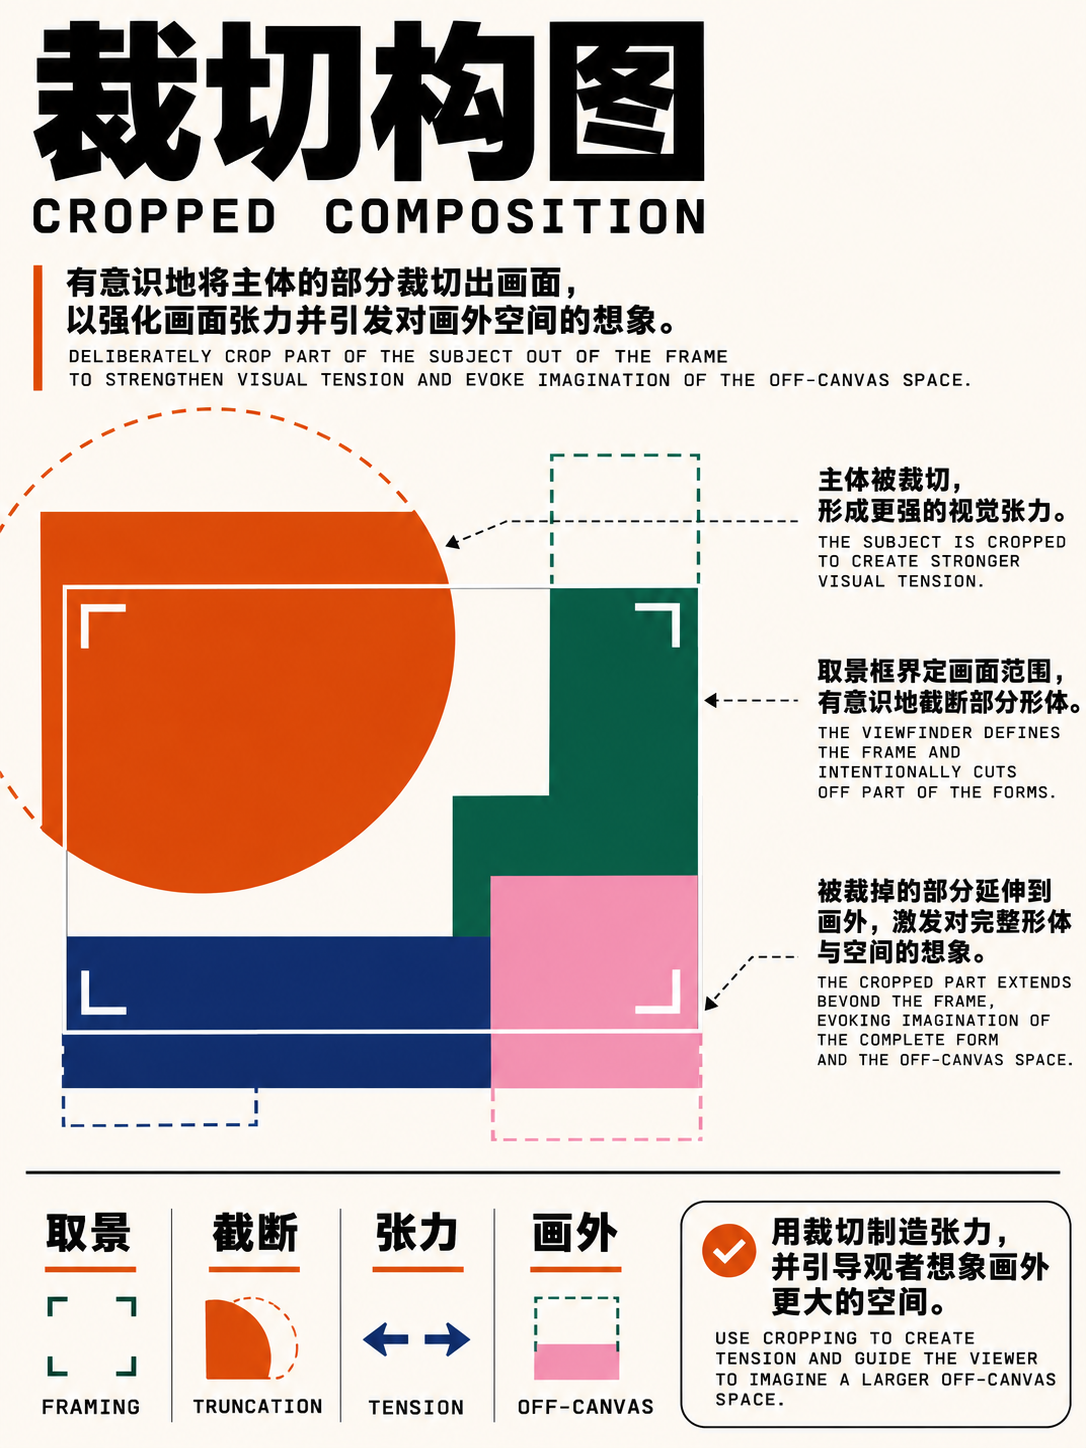 裁切构图
CROPPED COMPOSITION
有意识地将主体的部分裁切出画面，
以强化画面张力并引发对画外空间的想象。
DELIBERATELY CROP PART OF THE SUBJECT OUT OF THE FRAME
TO STRENGTHEN VISUAL TENSION AND EVOKE IMAGINATION OF THE OFF-CANVAS SPACE.
主体被裁切，
形成更强的视觉张力。
THE SUBJECT IS CROPPED
TO CREATE STRONGER
VISUAL TENSION.
取景框界定画面范围，
有意识地截断部分形体。
THE VIEWFINDER DEFINES
THE FRAME AND
INTENTIONALLY CUTS
OFF PART OF THE FORMS.
被裁掉的部分延伸到
画外，激发对完整形体
与空间的想象。
THE CROPPED PART EXTENDS
BEVOND THE FRAME,
EVOKING IMAGINATION OF
THE COMPLETE FORM
AND THE OFF-CANVAS SPACE.
取景
FRAMING
截断
TRUNCATION
张力
TENSION
画外
OFF-CANVAS
用裁切制造张力，
并引导观者想象画外
更大的空间。
USE CROPPING TO CREATE
TENSION AND GUIDE THE VIEWER
TO IMAGINE A LARGER OFF-CANVAS
SPACE.